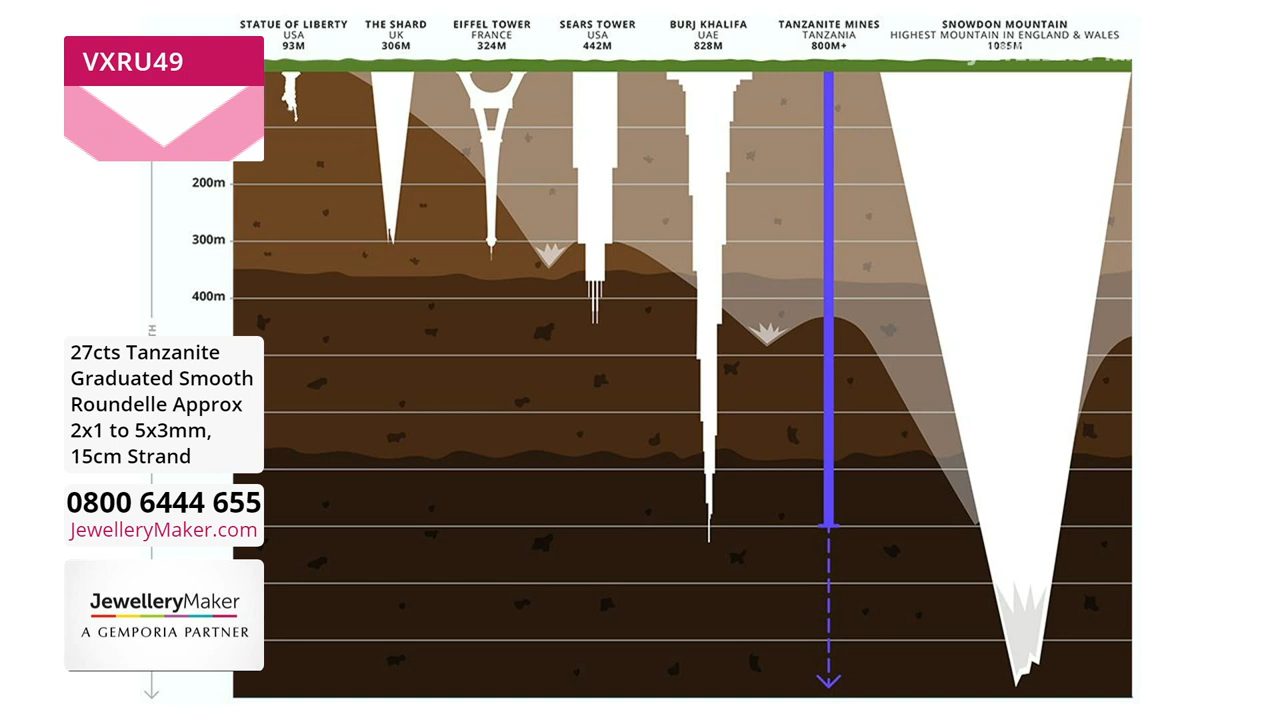 STATUE OF LIBERTY
USA
93M
THE SHARD
UK
306M
EIFFEL TOWER
FRANCE
324M
SEARS TOWER
USA
442M
BURJ KHALIFA
UAE
828M
TANZANITE MINES
TANZANIA
800M+
SNOWDON MOUNTAIN
HIGHEST MOUNTAIN IN ENGLAND & WALES
1085M
VXRU49
200m
300m
400m
27cts Tanzanite
Graduated Smooth
Roundelle Approx
2x1 to 5x3mm,
15cm Strand
0800 6444 655
JewelleryMaker.com
JewelleryMaker
A GEMPORIA PARTNER